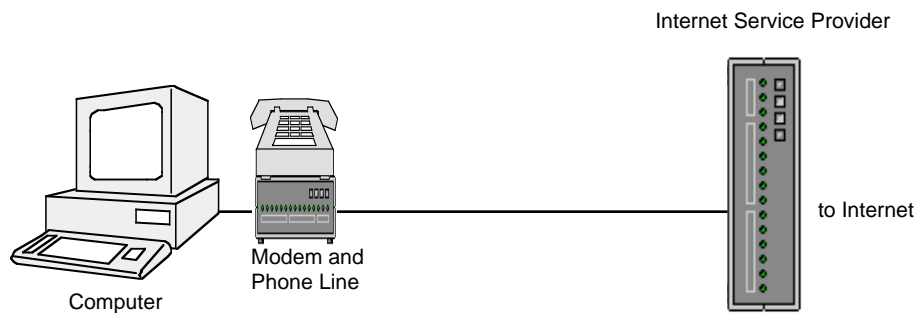 Internet Service Provider
to Internet
Modem and
Phone Line
Computer